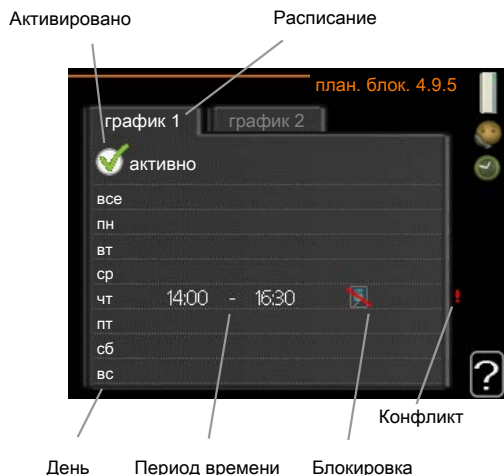 Активировано
Расписание
план. блок. 4.9.5
график 1
график 2
активно
все
пн
вт
ср
чт 14:00 - 16:30 !
пт
сб
вс
?
Конфликт
День
Период времени
Блокировка